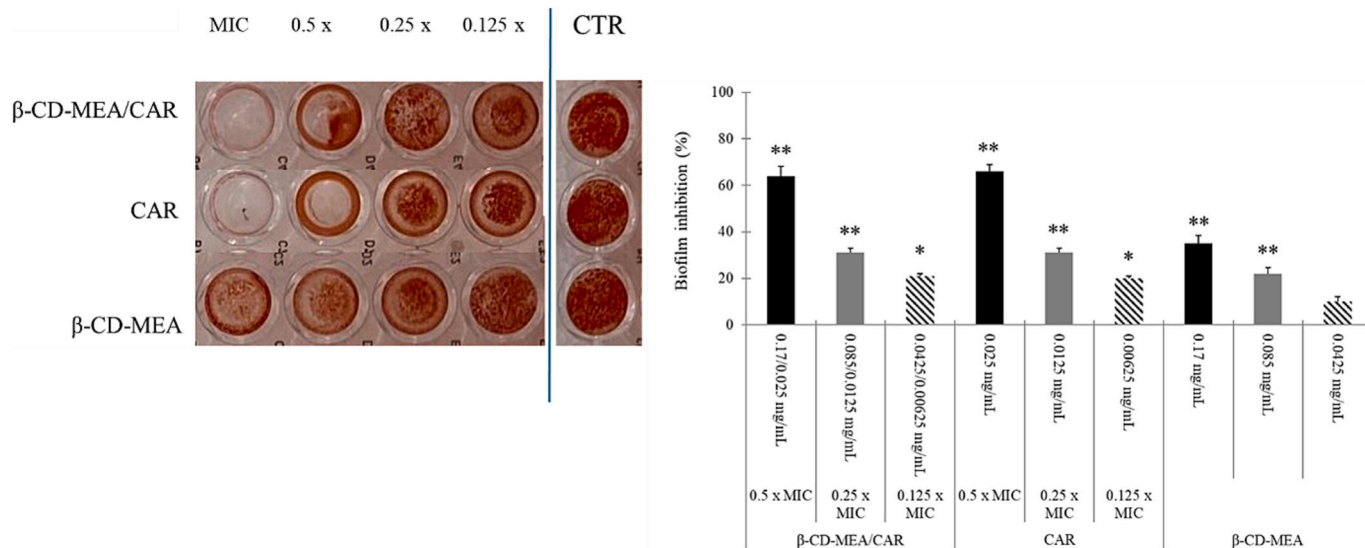 MIC 0.5 x 0.25 x 0.125 x CTR
β-CD-MEA/CAR
CAR
β-CD-MEA
Biofilm inhibition (%)
100
80
60
40
20
0
** ** * ** ** * ** **
0.17/0.025 mg/mL
0.085/0.0125 mg/mL
0.0425/0.00625 mg/mL
0.025 mg/mL
0.0125 mg/mL
0.00625 mg/mL
0.17 mg/mL
0.085 mg/mL
0.0425 mg/mL
0.5 x MIC
0.25 x
MIC
0.125 x
MIC
0.5 x MIC
0.25 x
MIC
0.125 x
MIC
β-CD-MEA/CAR
CAR
β-CD-MEA